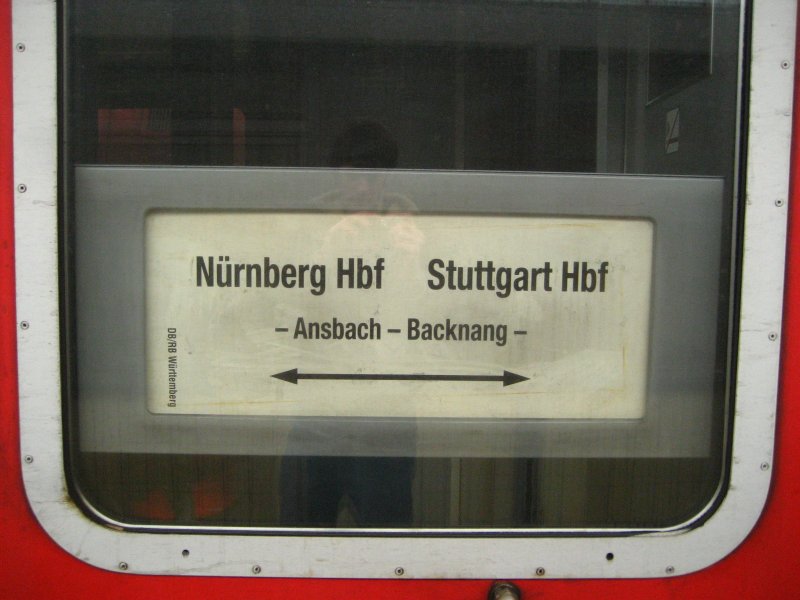 Nürnberg Hbf Stuttgart Hbf
– Ansbach – Backnang –
DB/RB Württemberg